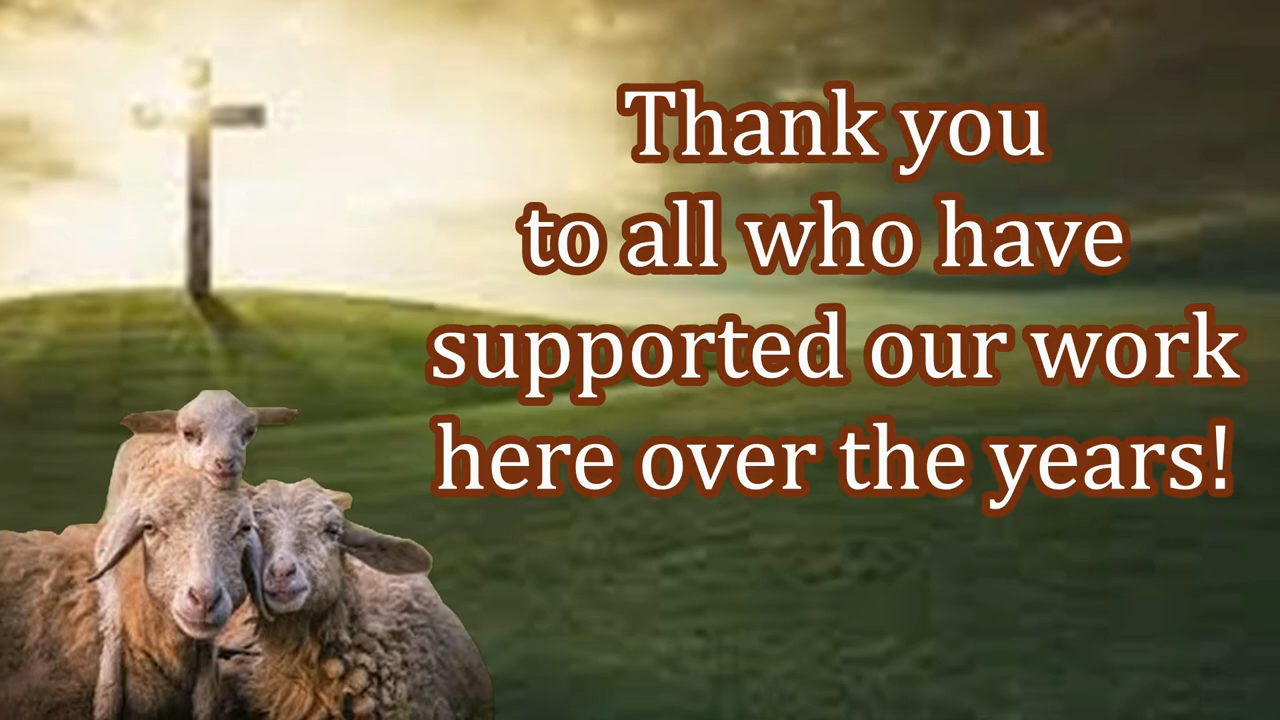 Thank you
to all who have
supported our work
here over the years!